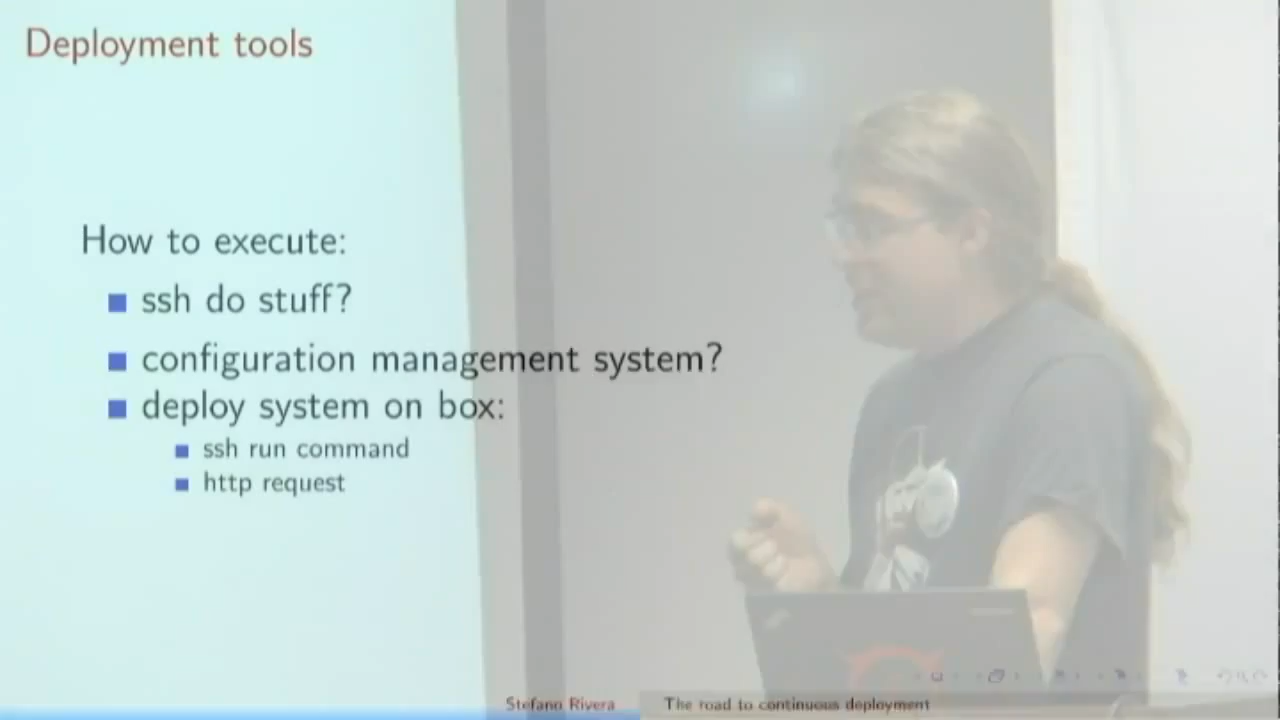 Deployment tools
How to execute:
ssh do stuff?
configuration management system?
deploy system on box:
ssh run command
http request
Stefano Rivera
The road to continuous deployment